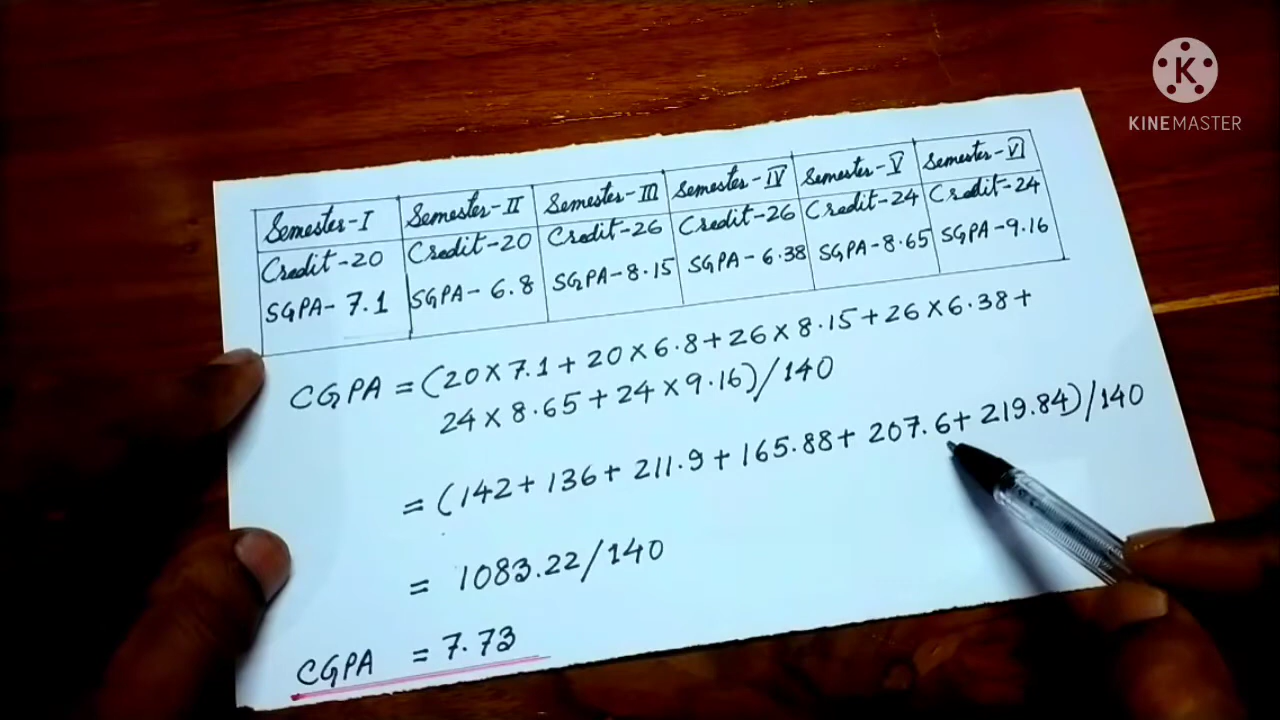 KINEMASTER
Semester-I Semester-II Semester-III Semester-IV Semester-V Semester-VI
Credit-20 Credit-20 Credit-26 Credit-26 Credit-24 Credit-24
SGPA-7.1 SGPA-6.8 SGPA-8.15 SGPA-6.38 SGPA-8.65 SGPA-9.16
CGPA = (20×7.1+20×6.8+26×8.15+26×6.38+
24×8.65+24×9.16)/140
= (142+136+211.9+165.88+207.6+219.84)/140
= 1083.22/140
CGPA = 7.73